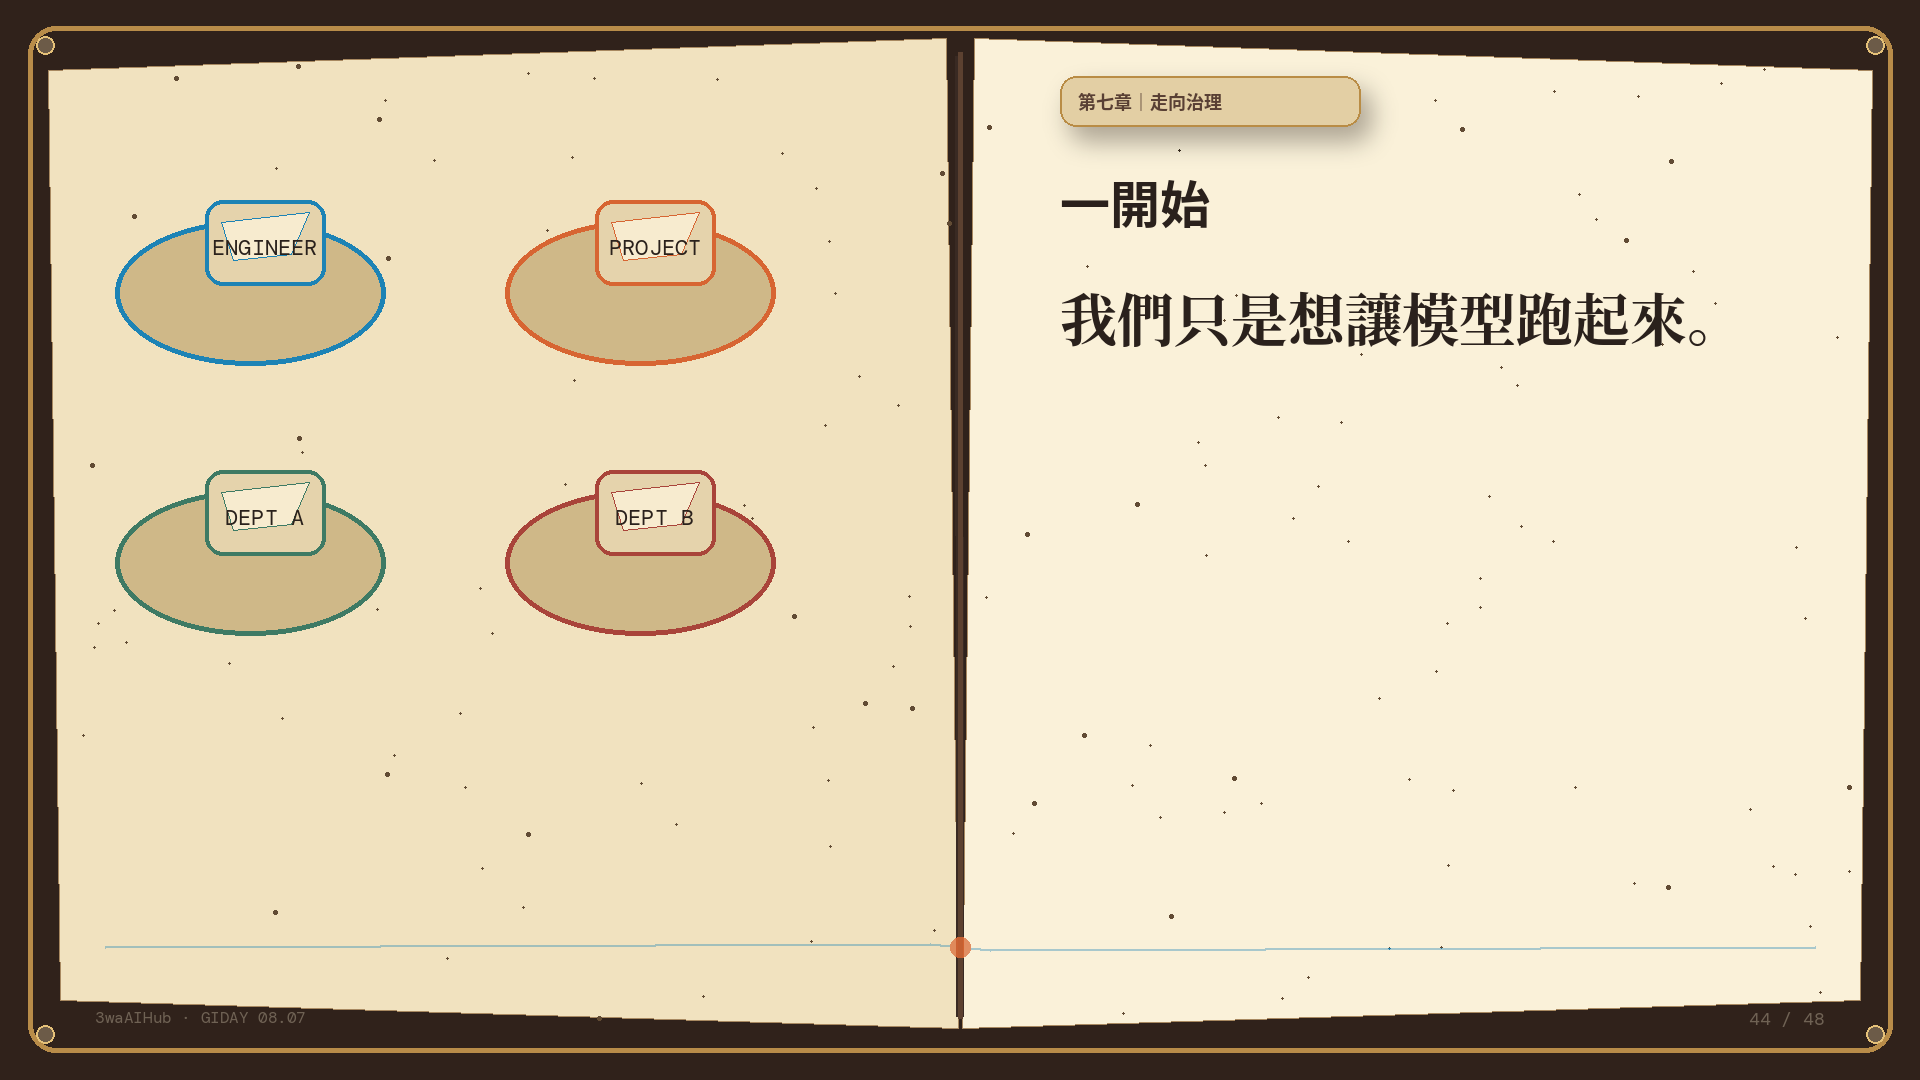 ENGINEER
PROJECT
DEPT A
DEPT B
第七章｜走向治理
一開始
我們只是想讓模型跑起來。
3waAIHub · GIDAY 08.07
44 / 48